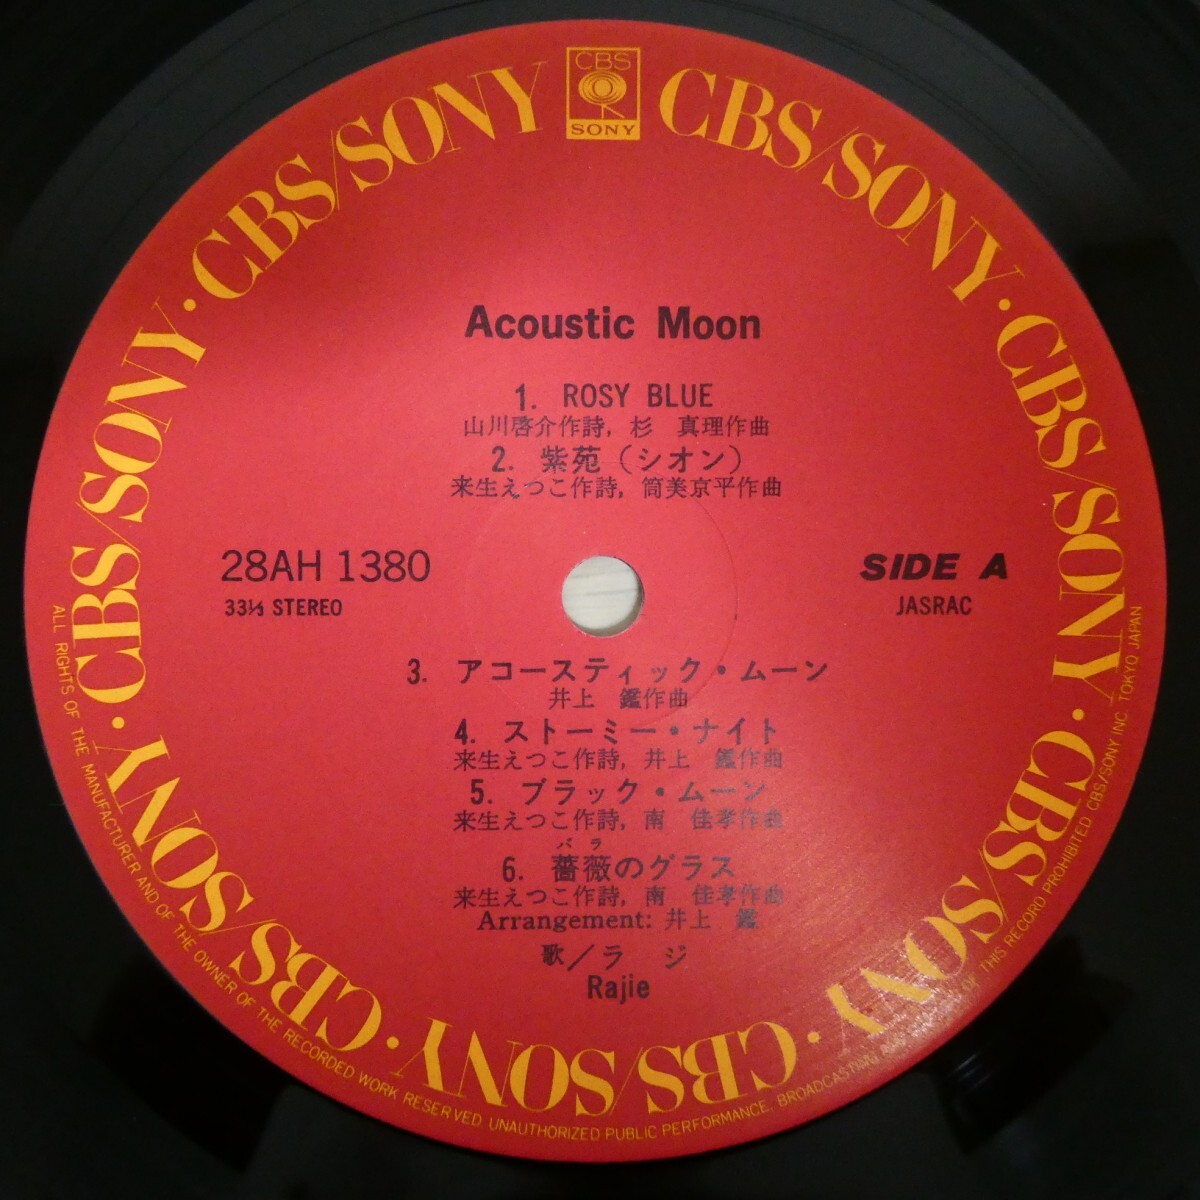 CBS
SONY
CBS/SONY · CBS/SONY · CBS/SONY · CBS/SONY · CBS/SONY · CBS/SONY · CBS/SONY · CBS/SONY · CBS/SONY · CBS/SONY
Acoustic Moon
1. ROSY BLUE
山川啓介作詩, 杉 真理作曲
2. 紫苑（シオン）
来生えつこ作詩, 筒美京平作曲
28AH 1380
33⅓ STEREO
SIDE A
JASRAC
3. アコースティック・ムーン
井上 鑑作曲
4. ストーミー・ナイト
来生えつこ作詩, 井上 鑑作曲
5. ブラック・ムーン
来生えつこ作詩, 南 佳孝作曲
バラ
6. 薔薇のグラス
来生えつこ作詩, 南 佳孝作曲
Arrangement: 井上 鑑
歌／ラ ジ
Rajie
ALL RIGHTS OF THE MANUFACTURER AND OF THE OWNER OF THE RECORDED WORK RESERVED. UNAUTHORIZED PUBLIC PERFORMANCE, BROADCASTING OF THIS RECORD PROHIBITED. CBS/SONY INC. TOKYO JAPAN